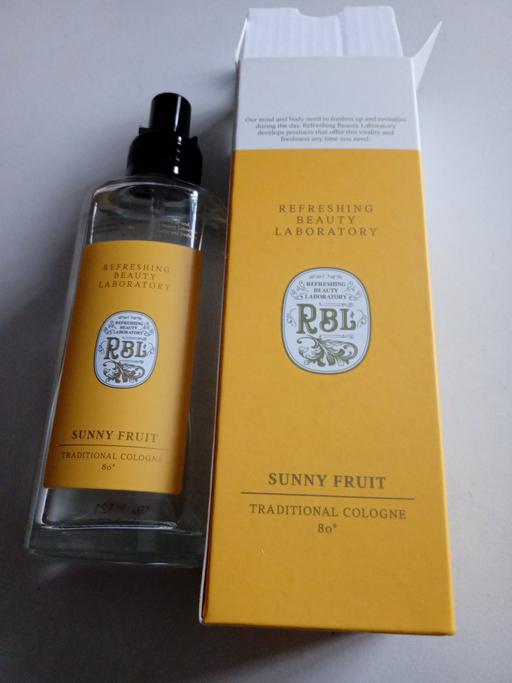 Our mind and body need to freshen up and revitalize
during the day. Refreshing Beauty Laboratory
develops products that offer this vitality and
freshness any time you need.
REFRESHING
BEAUTY
LABORATORY
REFRESHING
BEAUTY
LABORATORY
RBL
SUNNY FRUIT
TRADITIONAL COLOGNE
80°
REFRESHING
BEAUTY
LABORATORY
REFRESHING
BEAUTY
LABORATORY
RBL
SUNNY FRUIT
TRADITIONAL COLOGNE
80°